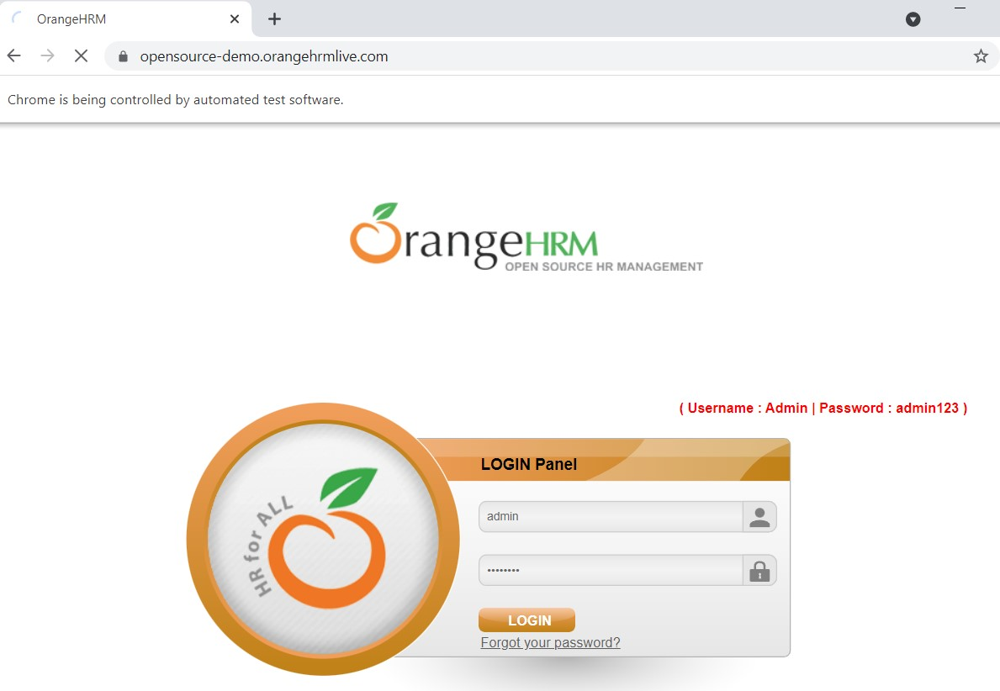 OrangeHRM
opensource-demo.orangehrmlive.com
Chrome is being controlled by automated test software.
OrangeHRM
OPEN SOURCE HR MANAGEMENT
( Username : Admin | Password : admin123 )
LOGIN Panel
HR for ALL
admin
••••••••
LOGIN
Forgot your password?